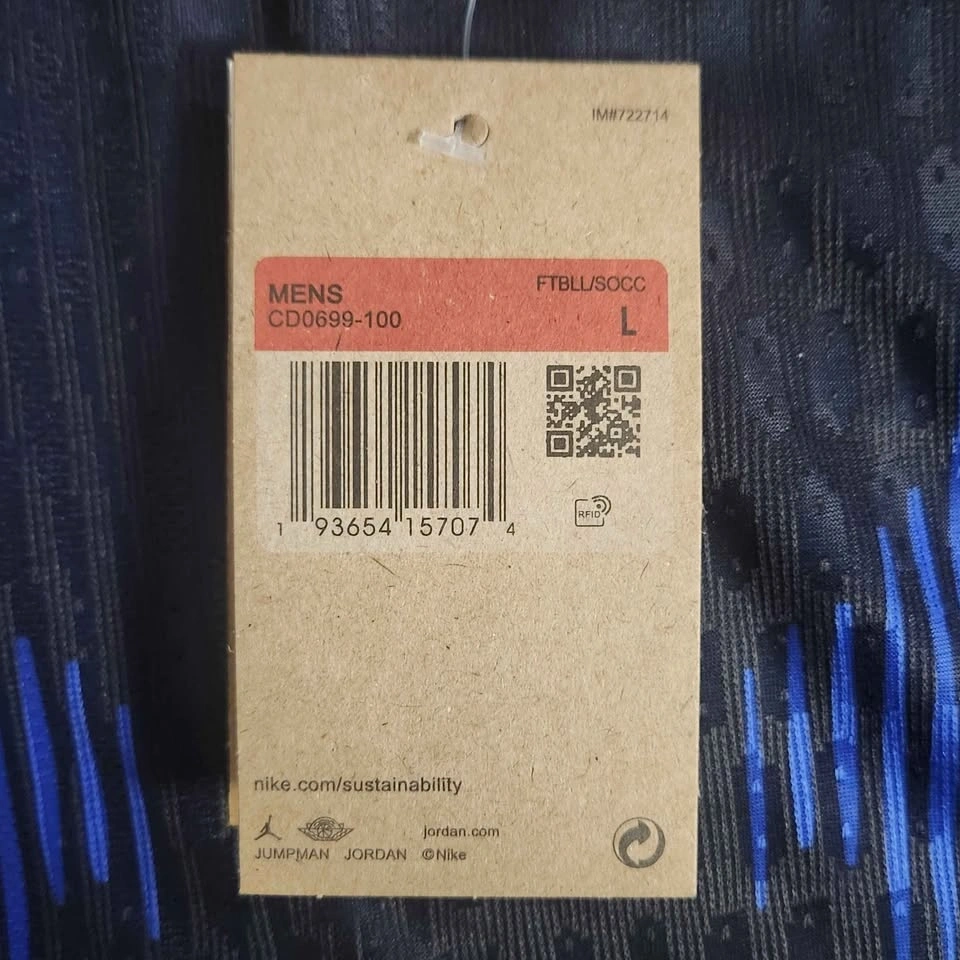 IM#722714
MENS
FTBLL/SOCC
CD0699-100
L
1 93654 15707 4
RFID
nike.com/sustainability
jordan.com
JUMPMAN JORDAN ©Nike